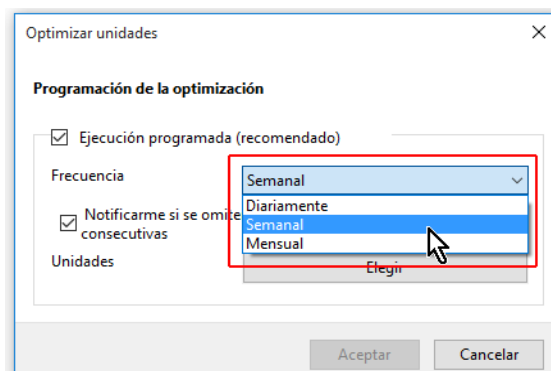 Optimizar unidades
Programación de la optimización
Ejecución programada (recomendado)
Frecuencia
Semanal
Diariamente
Semanal
Mensual
Notificarme si se omite
consecutivas
Unidades
Elegir
Aceptar
Cancelar